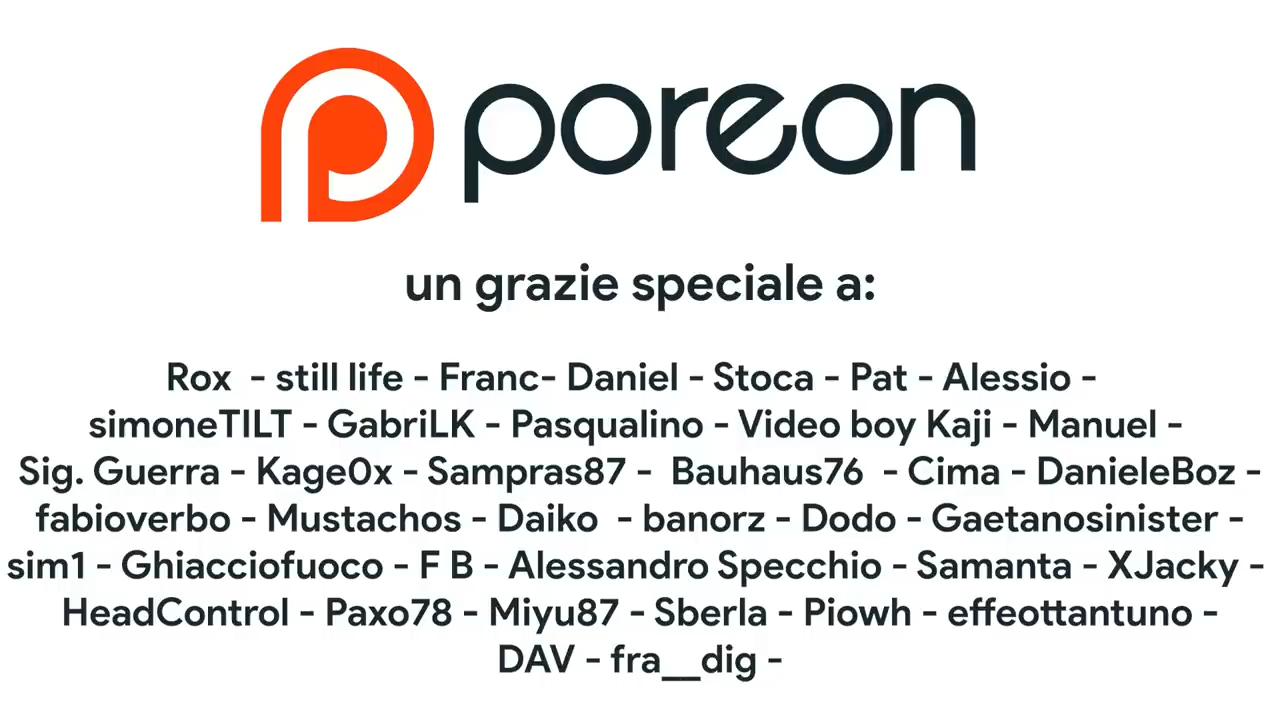 poreon
un grazie speciale a:
Rox - still life - Franc- Daniel - Stoca - Pat - Alessio -
simoneTILT - GabriLK - Pasqualino - Video boy Kaji - Manuel -
Sig. Guerra - Kage0x - Sampras87 - Bauhaus76 - Cima - DanieleBoz -
fabioverbo - Mustachos - Daiko - banorz - Dodo - Gaetanosinister -
sim1 - Ghiacciofuoco - F B - Alessandro Specchio - Samanta - XJacky -
HeadControl - Paxo78 - Miyu87 - Sberla - Piowh - effeottantuno -
DAV - fra__dig -